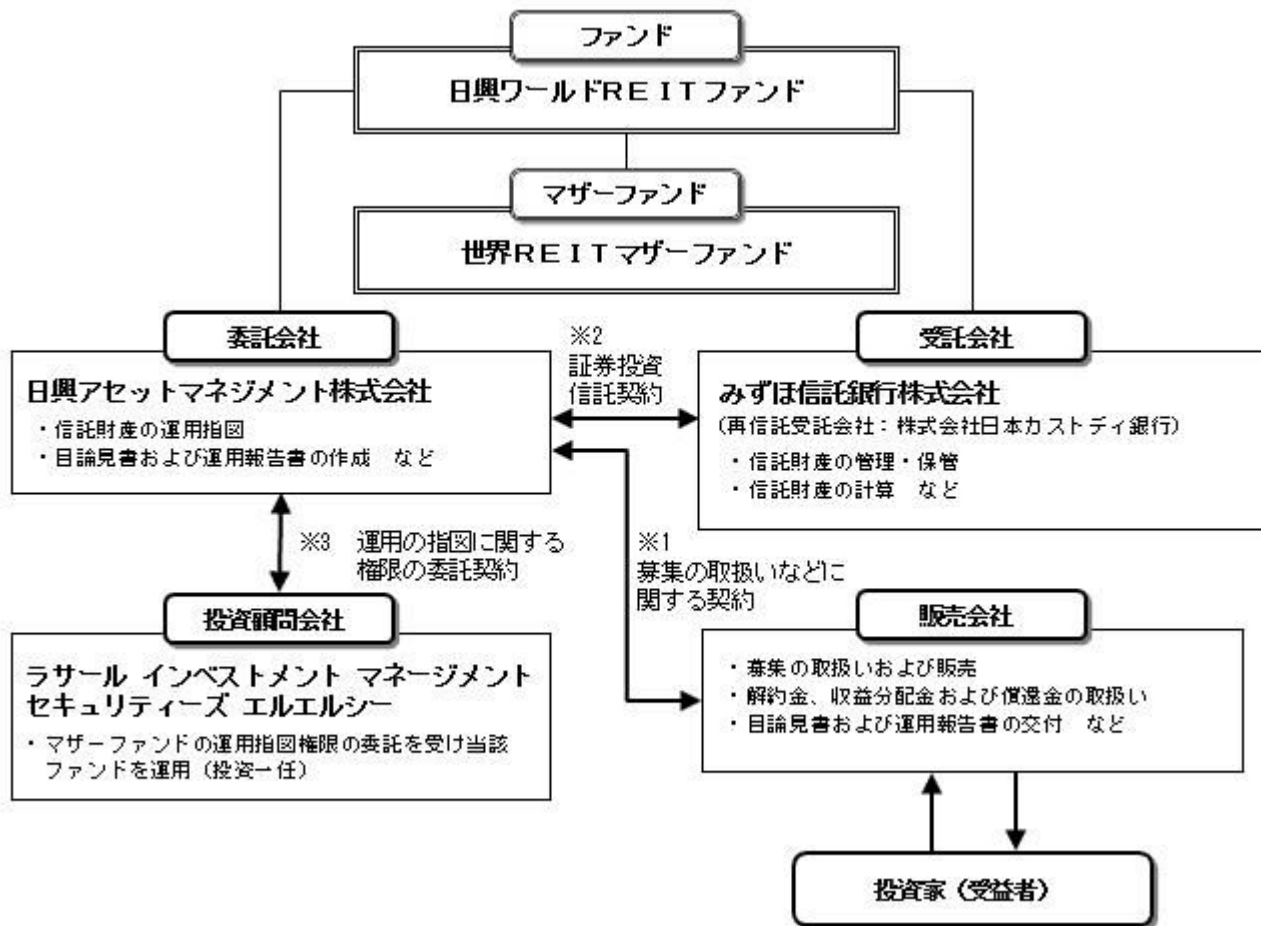 ファンド
日興ワールドREITファンド
マザーファンド
世界REITマザーファンド
委託会社
日興アセットマネジメント株式会社
・信託財産の運用指図
・目論見書および運用報告書の作成 など
※2
証券投資
信託契約
受託会社
みずほ信託銀行株式会社
(再信託受託会社:株式会社日本カストディ銀行)
・信託財産の管理・保管
・信託財産の計算 など
※3 運用の指図に関する
権限の委託契約
※1
募集の取扱いなどに
関する契約
投資顧問会社
ラサール インベストメント マネージメント
セキュリティーズ エルエルシー
・マザーファンドの運用指図権限の委託を受け当該
ファンドを運用(投資一任)
販売会社
・募集の取扱いおよび販売
・解約金、収益分配金および償還金の取扱い
・目論見書および運用報告書の交付 など
投資家(受益者)